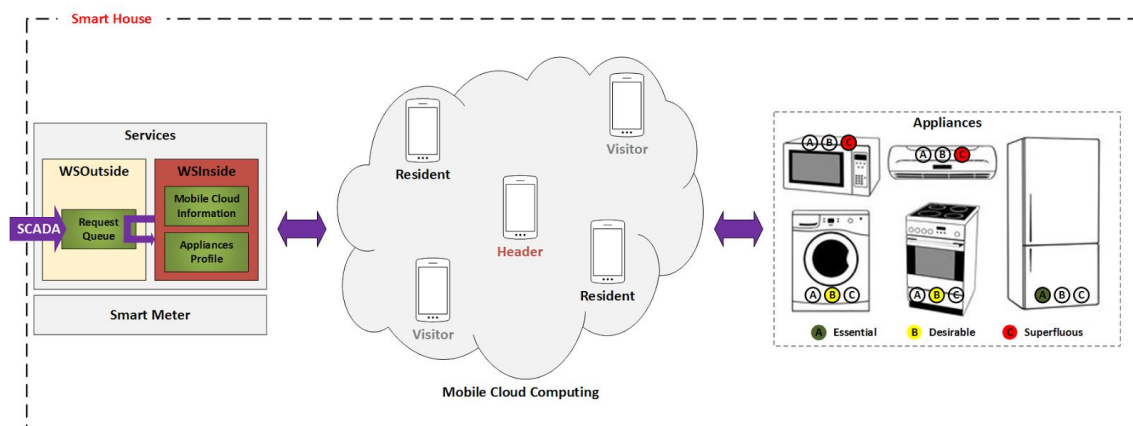 Smart House
Services
WSOutside
WSInside
SCADA
Request
Queue
Mobile Cloud
Information
Appliances
Profile
Smart Meter
Resident
Visitor
Header
Resident
Visitor
Mobile Cloud Computing
Appliances
A B C
A B C
A B C
A B C
A B C
A Essential
B Desirable
C Superfluous